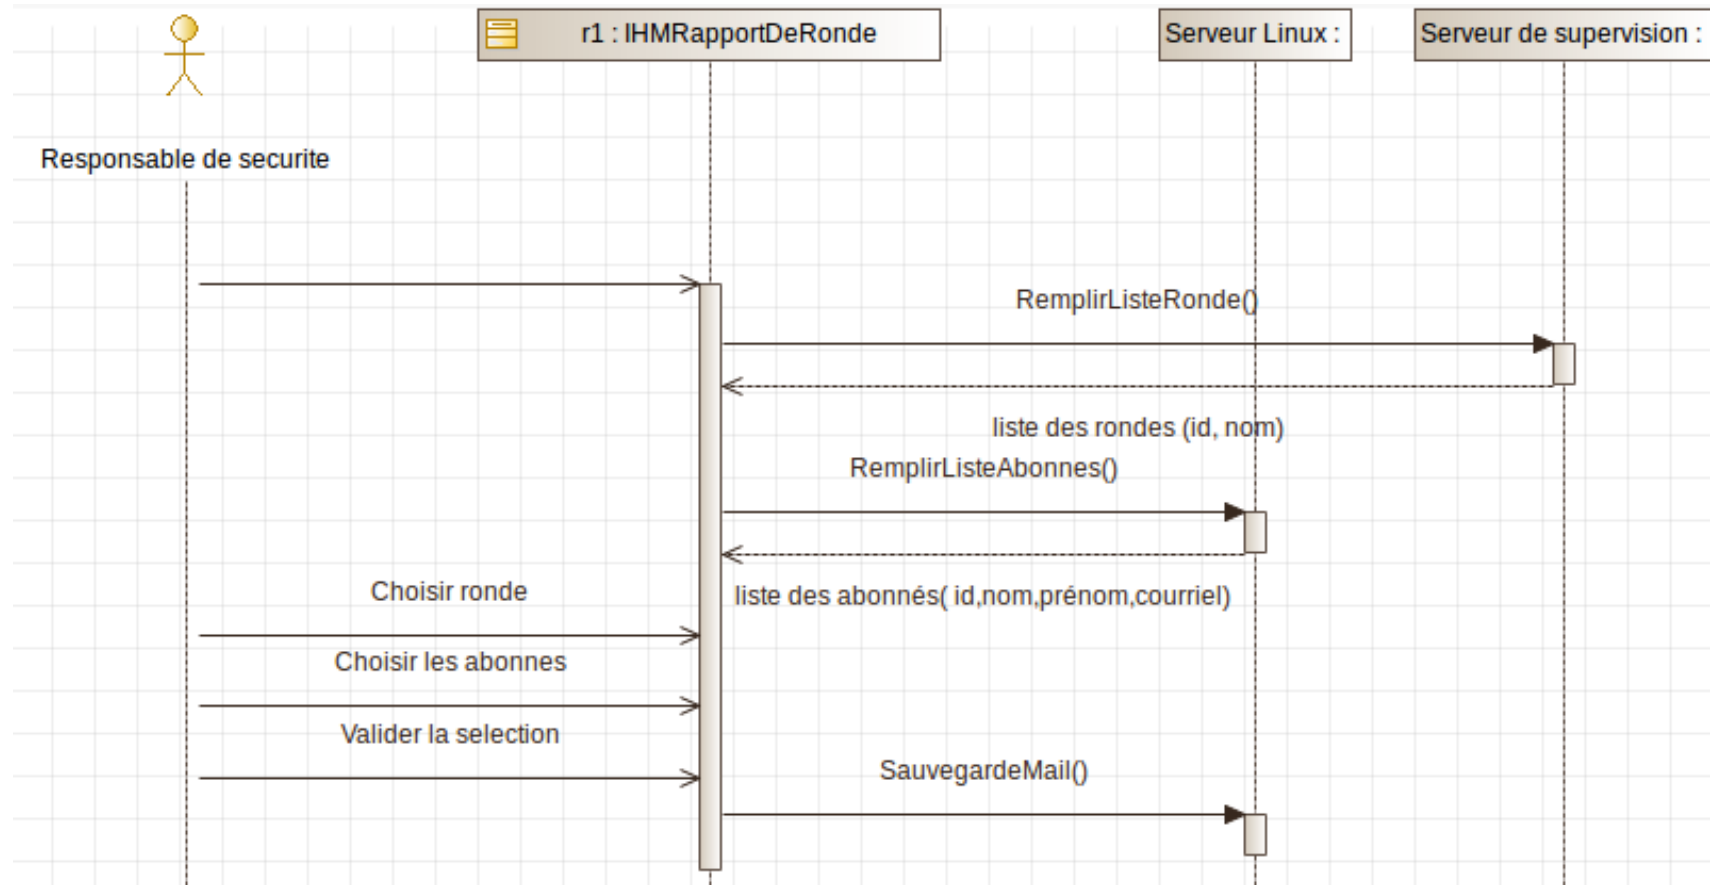 r1 : IHMRapportDeRonde
Serveur Linux :
Serveur de supervision :
Responsable de securite
RemplirListeRonde()
liste des rondes (id, nom)
RemplirListeAbonnes()
Choisir ronde
liste des abonnés( id,nom,prénom,courriel)
Choisir les abonnes
Valider la selection
SauvegardeMail()